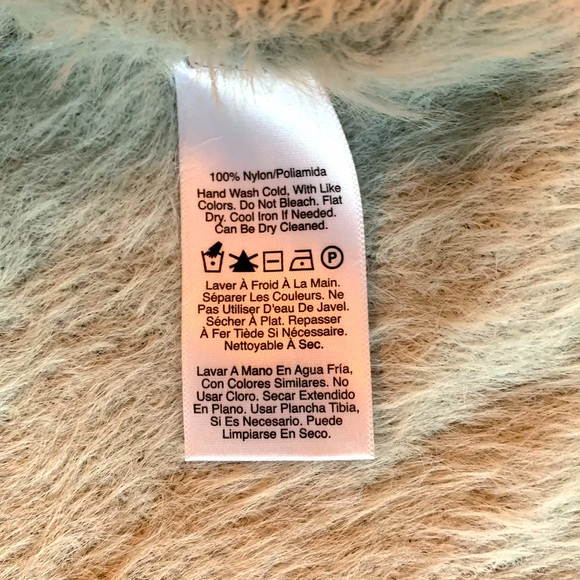 100% Nylon/Poliamida
Hand Wash Cold, With Like
Colors. Do Not Bleach. Flat
Dry. Cool Iron If Needed.
Can Be Dry Cleaned.
P
Laver À Froid À La Main.
Séparer Les Couleurs. Ne
Pas Utiliser D'eau De Javel.
Sécher À Plat. Repasser
À Fer Tiède Si Nécessaire.
Nettoyable À Sec.
Lavar A Mano En Agua Fría,
Con Colores Similares. No
Usar Cloro. Secar Extendido
En Plano. Usar Plancha Tibia,
Si Es Necesario. Puede
Limpiarse En Seco.